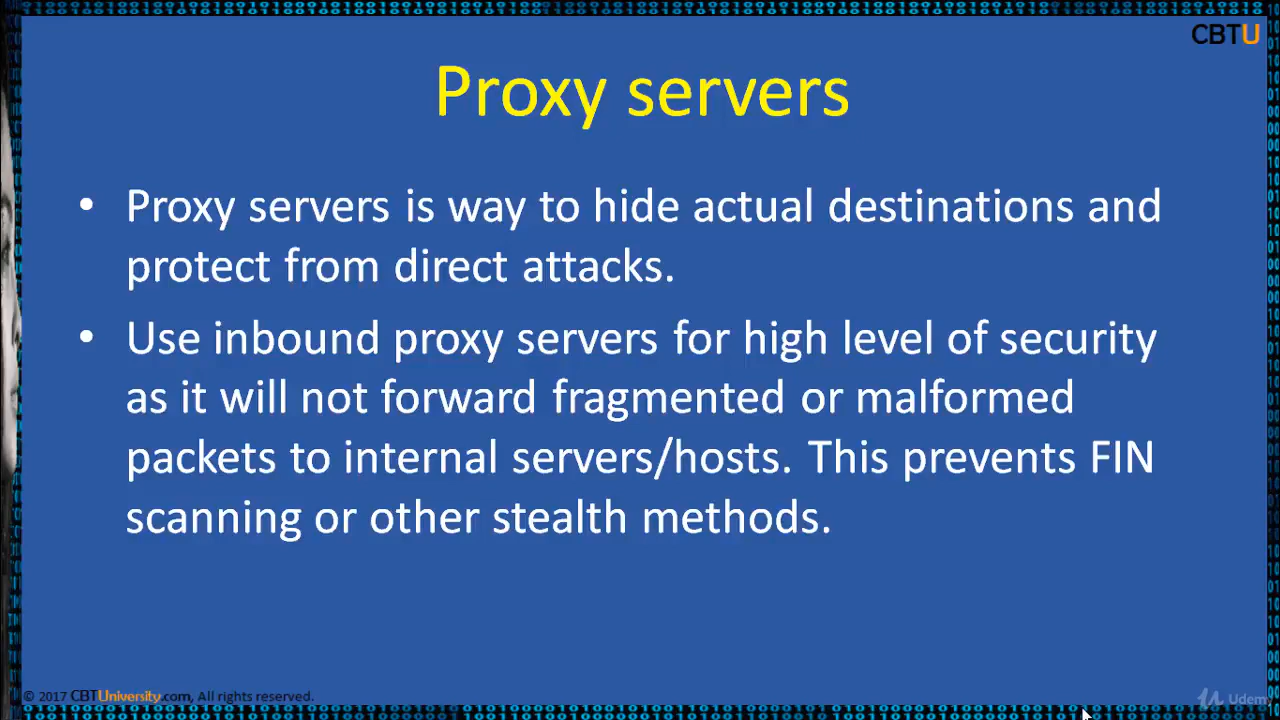 CBTU
Proxy servers
• Proxy servers is way to hide actual destinations and
protect from direct attacks.
• Use inbound proxy servers for high level of security
as it will not forward fragmented or malformed
packets to internal servers/hosts. This prevents FIN
scanning or other stealth methods.
© 2017 CBTUniversity.com, All rights reserved.
Udemy